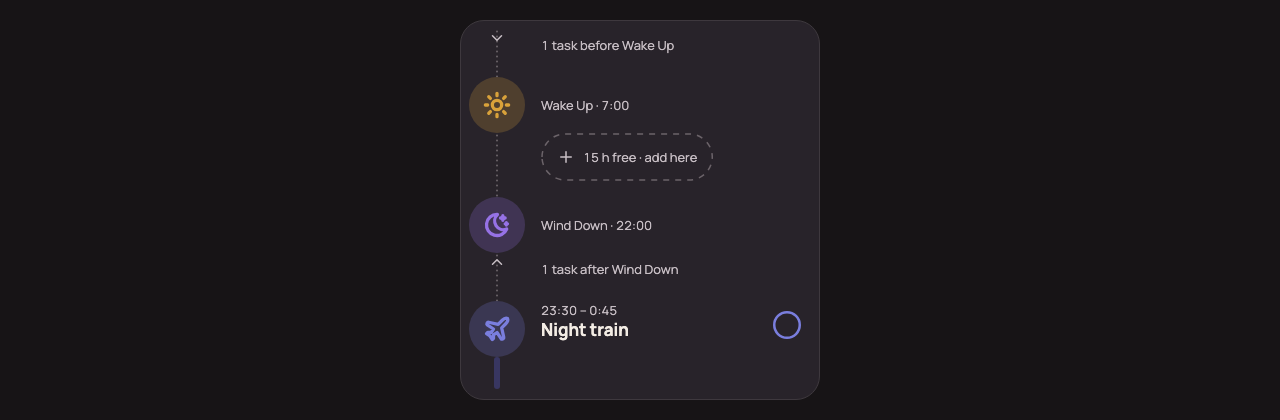 1 task before Wake Up
Wake Up · 7:00
15 h free · add here
Wind Down · 22:00
1 task after Wind Down
23:30 – 0:45
Night train